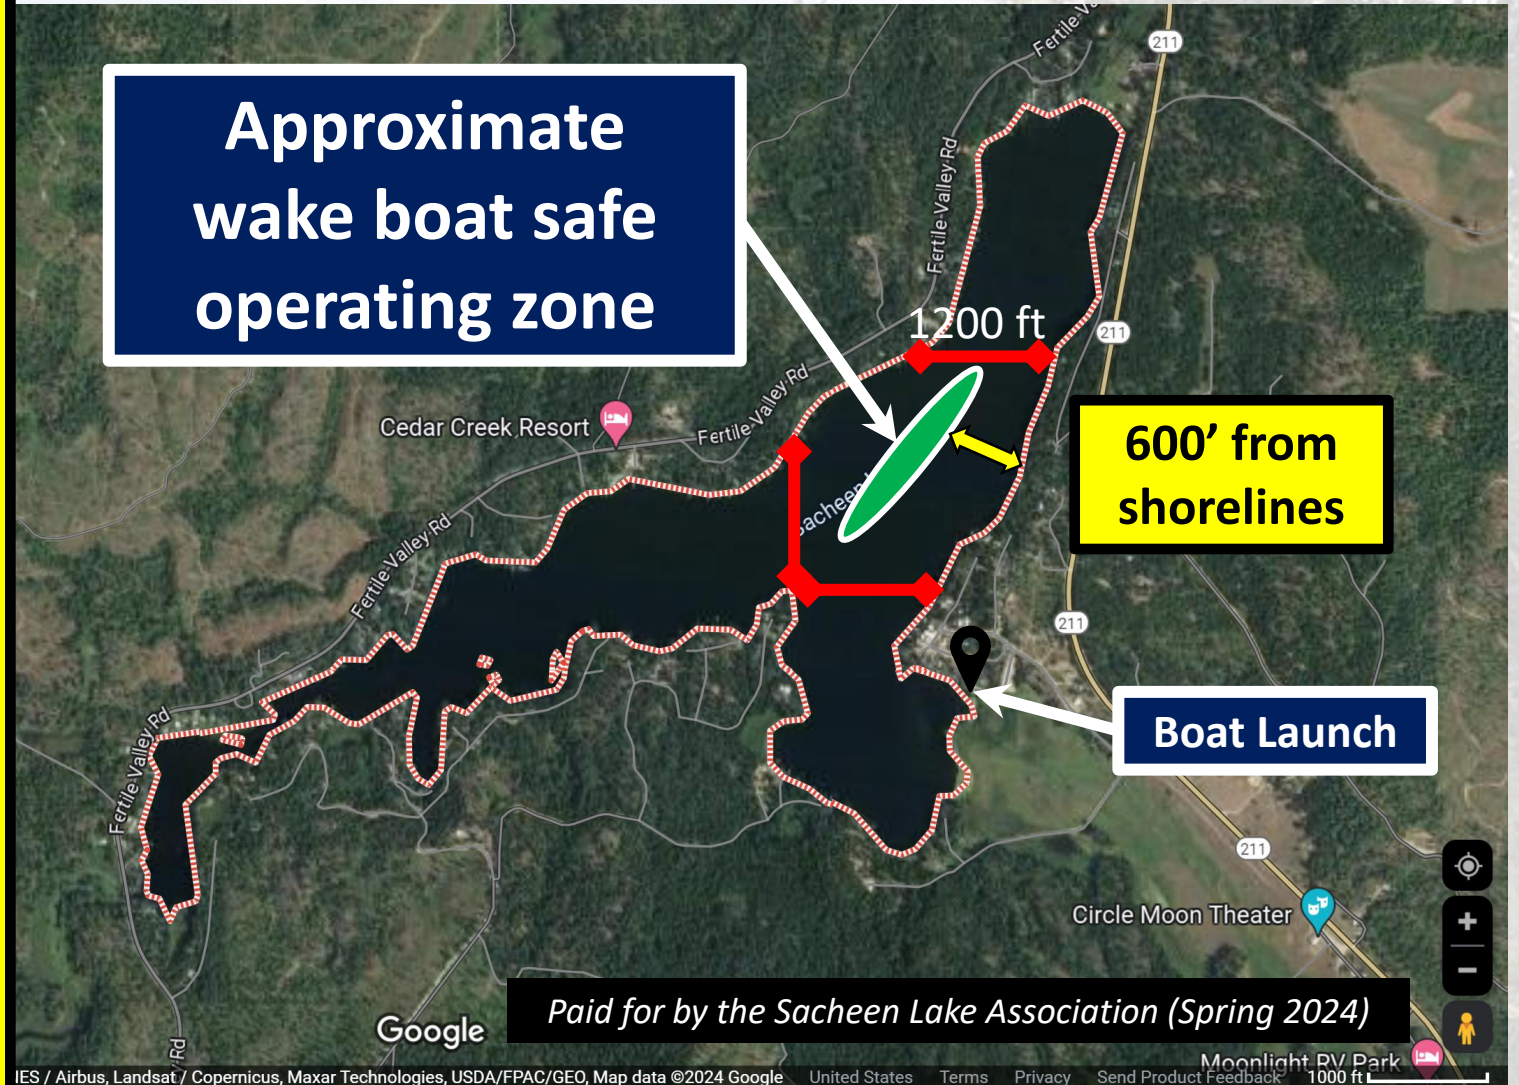 Fertile Va
211
Approximate
wake boat safe
operating zone
Fertile Valley Rd
1200 ft
211
Fertile Valley Rd
Cedar Creek Resort
600' from
shorelines
Sacheen
Fertile Valley Rd
211
Boat Launch
Fertile Valley Rd
211
Circle Moon Theater
Paid for by the Sacheen Lake Association (Spring 2024)
Google
Rd
Moonlight RV Park
IES / Airbus, Landsat / Copernicus, Maxar Technologies, USDA/FPAC/GEO, Map data ©2024 Google United States Terms Privacy Send Product Feedback 1000 ft